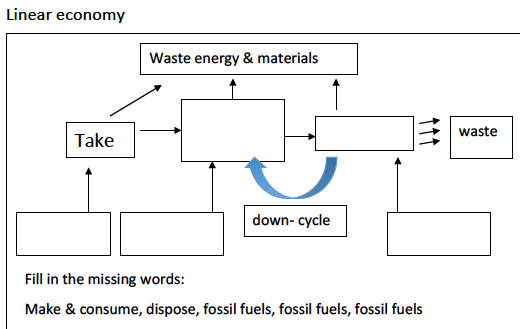 Linear economy
Waste energy & materials
Take
waste
down- cycle
Fill in the missing words:
Make & consume, dispose, fossil fuels, fossil fuels, fossil fuels